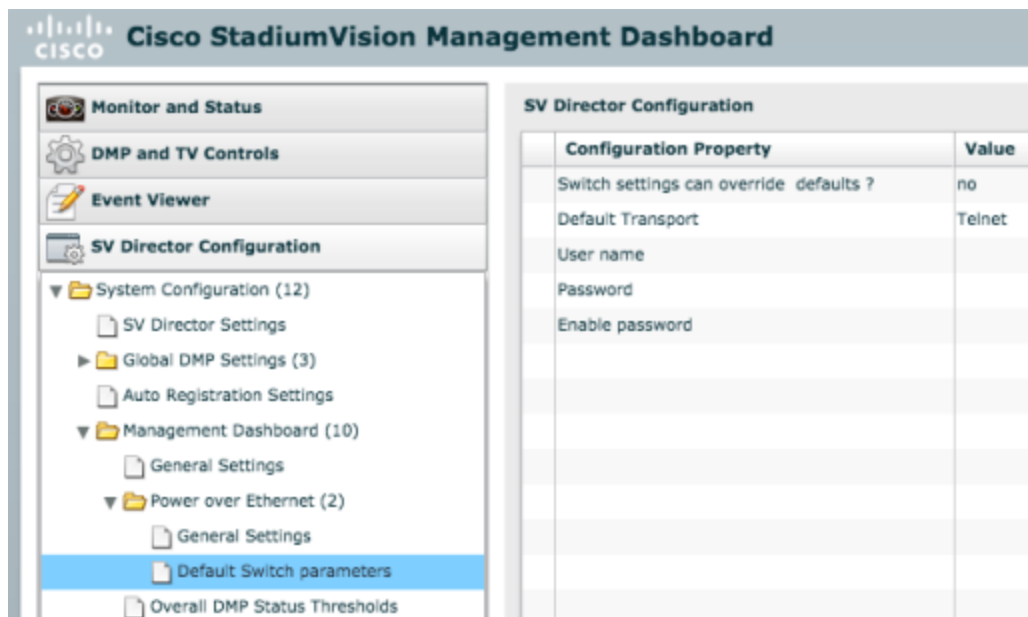 CISCO Cisco StadiumVision Management Dashboard
Monitor and Status
DMP and TV Controls
Event Viewer
SV Director Configuration
System Configuration (12)
SV Director Settings
Global DMP Settings (3)
Auto Registration Settings
Management Dashboard (10)
General Settings
Power over Ethernet (2)
General Settings
Default Switch parameters
Overall DMP Status Thresholds
SV Director Configuration
Configuration Property Value
Switch settings can override defaults ? no
Default Transport Telnet
User name
Password
Enable password